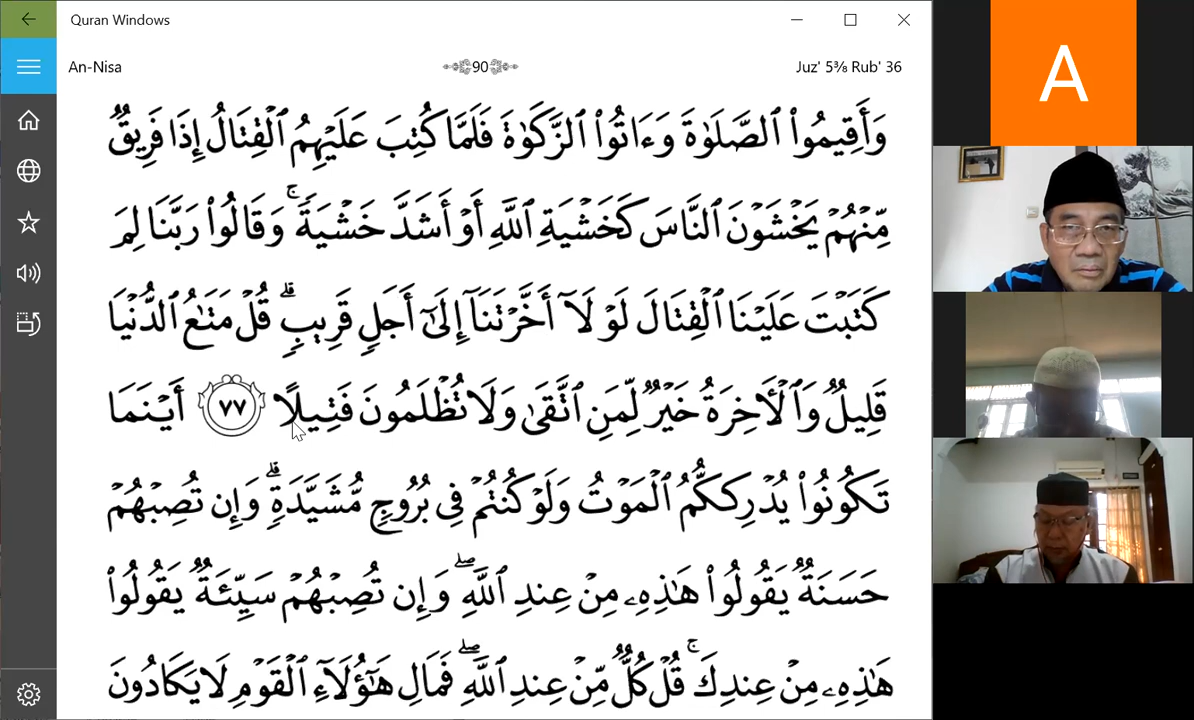 Quran Windows
An-Nisa
90
Juz' 5⅜ Rub' 36
وَأَقِيمُوا۟ ٱلصَّلَوٰةَ وَءَاتُوا۟ ٱلزَّكَوٰةَ فَلَمَّا كُتِبَ عَلَيْهِمُ ٱلْقِتَالُ إِذَا فَرِيقٌ
مِّنْهُمْ يَخْشَوْنَ ٱلنَّاسَ كَخَشْيَةِ ٱللَّهِ أَوْ أَشَدَّ خَشْيَةً ۚ وَقَالُوا۟ رَبَّنَا لِمَ
كَتَبْتَ عَلَيْنَا ٱلْقِتَالَ لَوْلَآ أَخَّرْتَنَآ إِلَىٰٓ أَجَلٍ قَرِيبٍ ۗ قُلْ مَتَـٰعُ ٱلدُّنْيَا
قَلِيلٌ وَٱلْـَٔاخِرَةُ خَيْرٌ لِّمَنِ ٱتَّقَىٰ وَلَا تُظْلَمُونَ فَتِيلًا ٧٧ أَيْنَمَا
تَكُونُوا۟ يُدْرِككُّمُ ٱلْمَوْتُ وَلَوْ كُنتُمْ فِى بُرُوجٍ مُّشَيَّدَةٍ ۗ وَإِن تُصِبْهُمْ
حَسَنَةٌ يَقُولُوا۟ هَـٰذِهِۦ مِنْ عِندِ ٱللَّهِ ۖ وَإِن تُصِبْهُمْ سَيِّئَةٌ يَقُولُوا۟
هَـٰذِهِۦ مِنْ عِندِكَ ۚ قُلْ كُلٌّ مِّنْ عِندِ ٱللَّهِ ۖ فَمَالِ هَـٰٓؤُلَآءِ ٱلْقَوْمِ لَا يَكَادُونَ
A